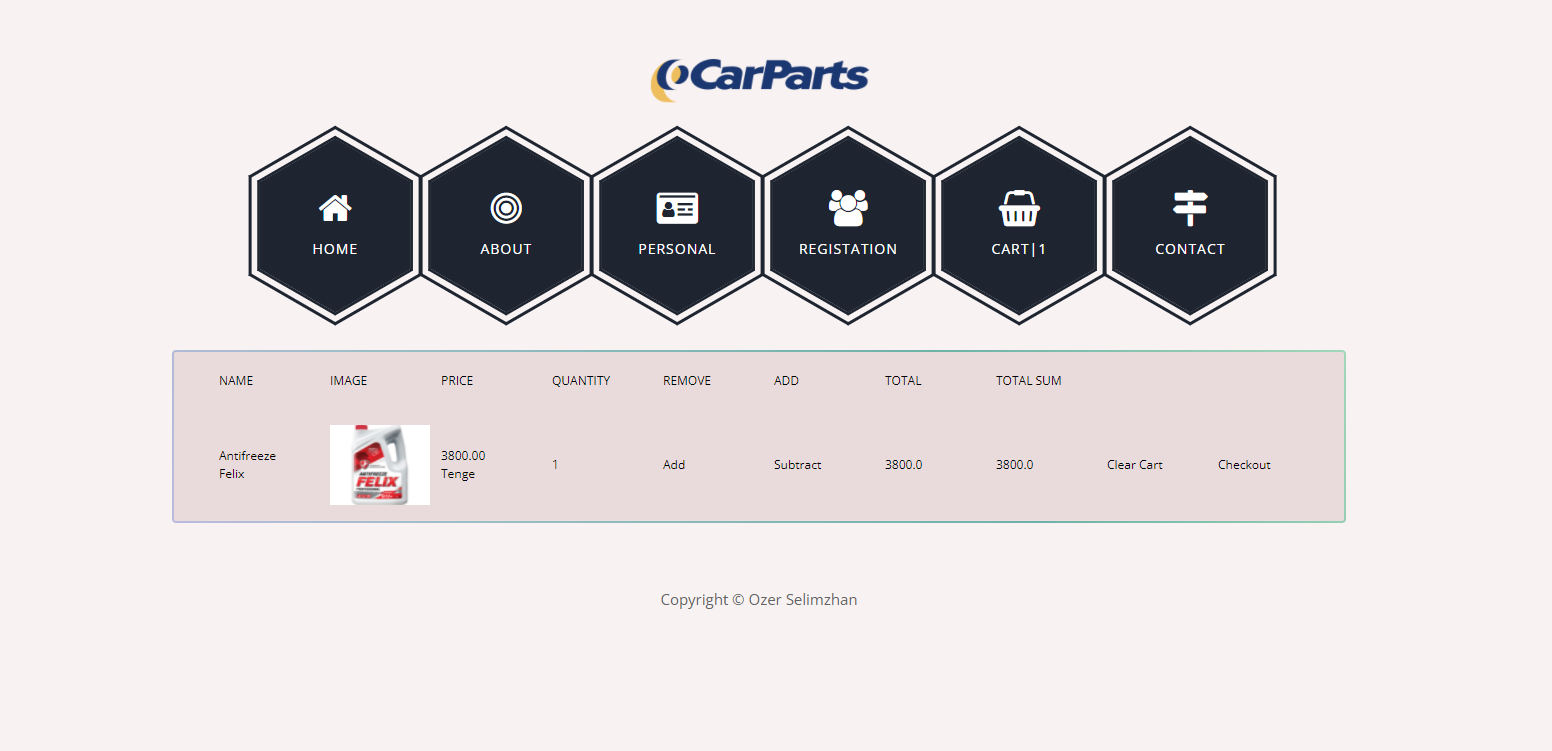 CarParts
HOME
ABOUT
PERSONAL
REGISTATION
CART|1
CONTACT
NAME IMAGE PRICE QUANTITY REMOVE ADD TOTAL TOTAL SUM
Antifreeze
Felix
ANTIFREEZE
FELIX
3800.00
Tenge
1 Add Subtract 3800.0 3800.0 Clear Cart Checkout
Copyright © Ozer Selimzhan